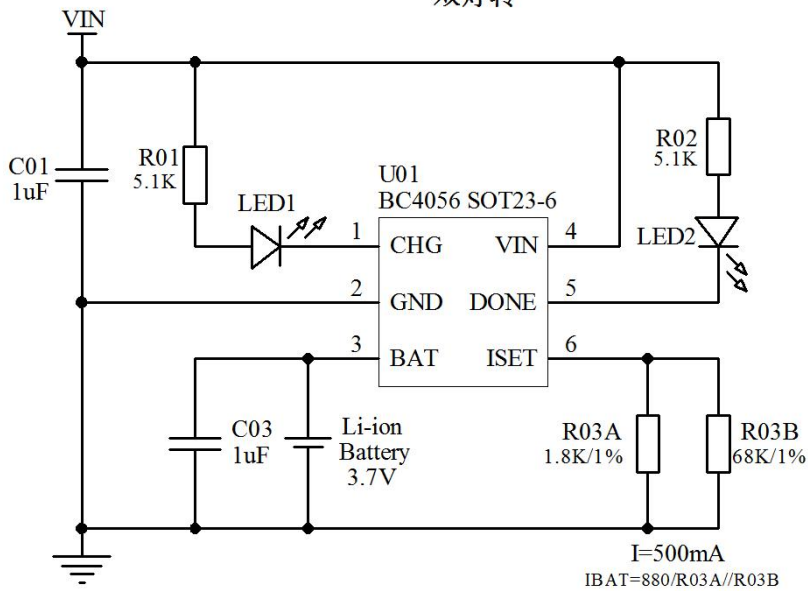 VIN
C01
1uF
R01
5.1K
LED1
U01
BC4056 SOT23-6
R02
5.1K
LED2
1
CHG
VIN
4
2
GND
DONE
5
3
BAT
ISET
6
C03
1uF
Li-ion
Battery
3.7V
R03A
1.8K/1%
R03B
68K/1%
I=500mA
IBAT=880/R03A//R03B